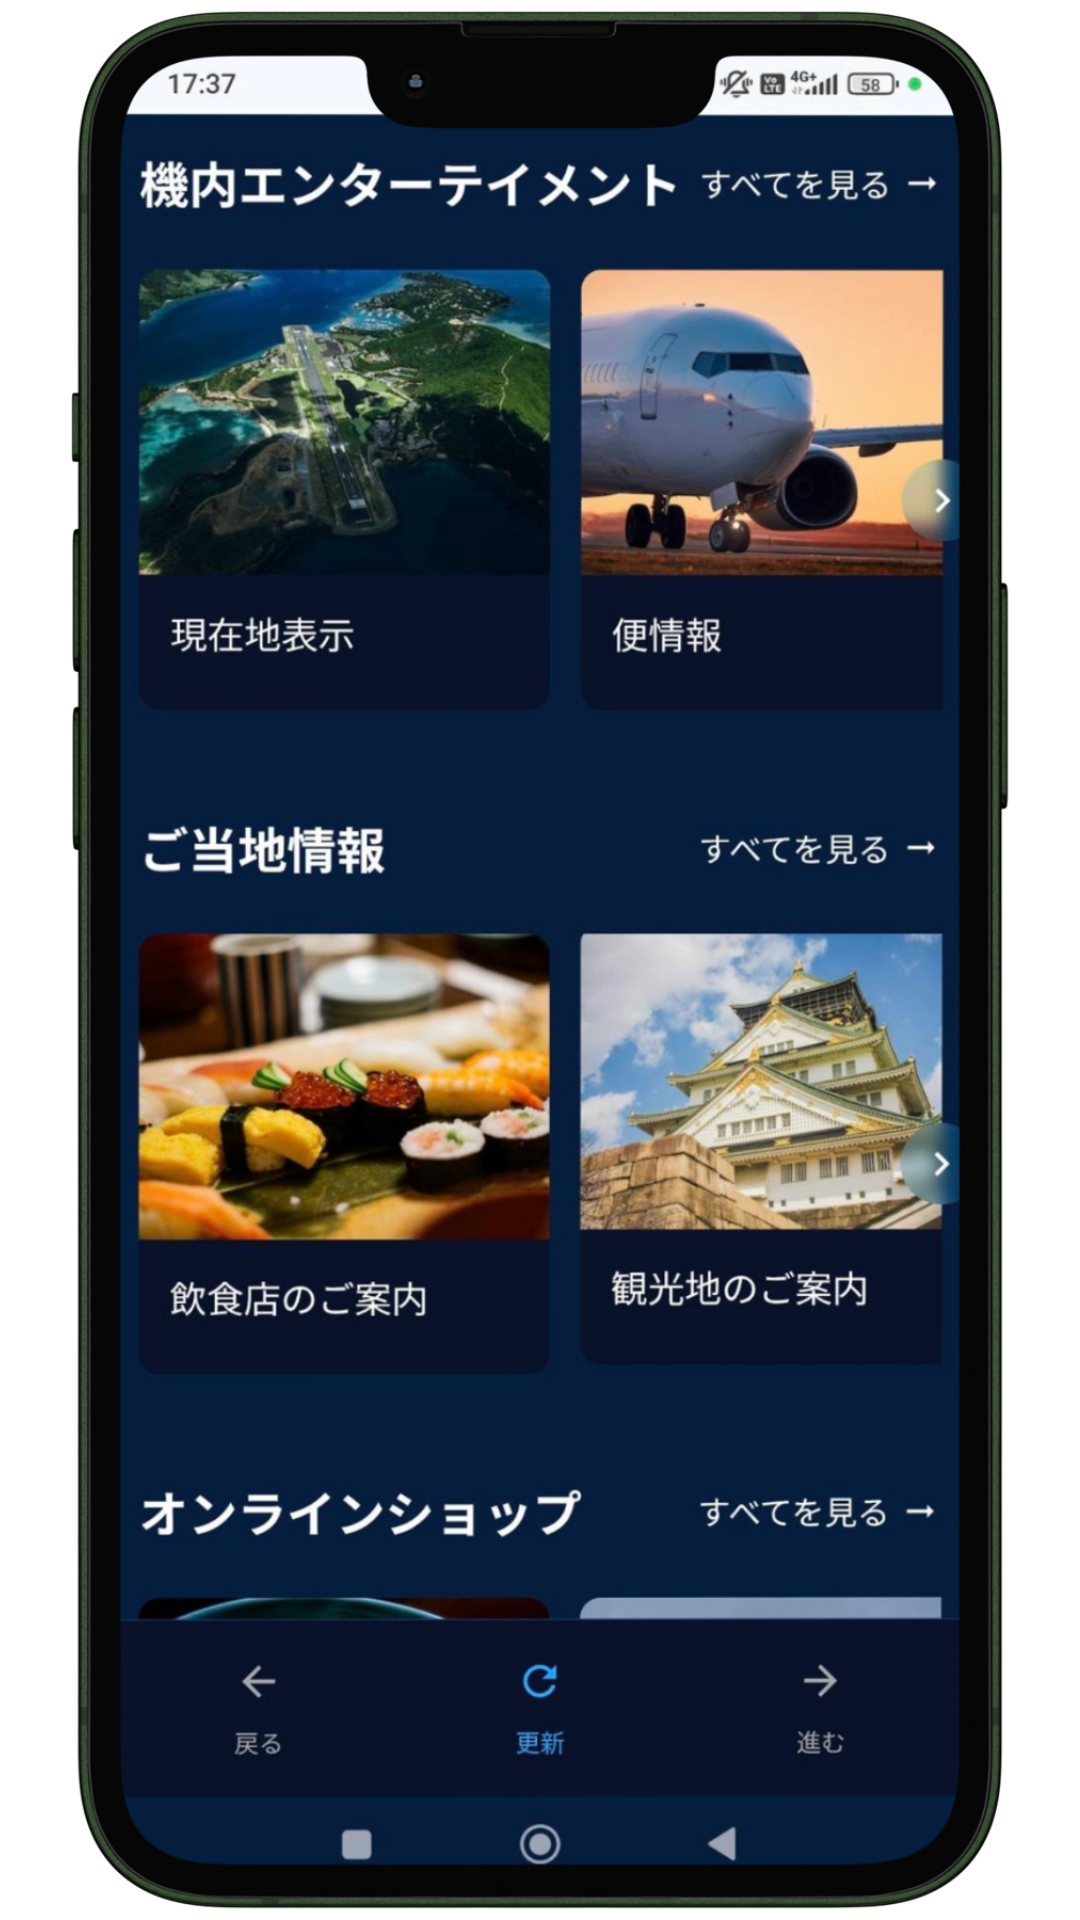 17:37
Vo LTE 4G+ 58
機内エンターテイメント すべてを見る →
現在地表示 便情報
ご当地情報 すべてを見る →
飲食店のご案内 観光地のご案内
オンラインショップ すべてを見る →
戻る 更新 進む